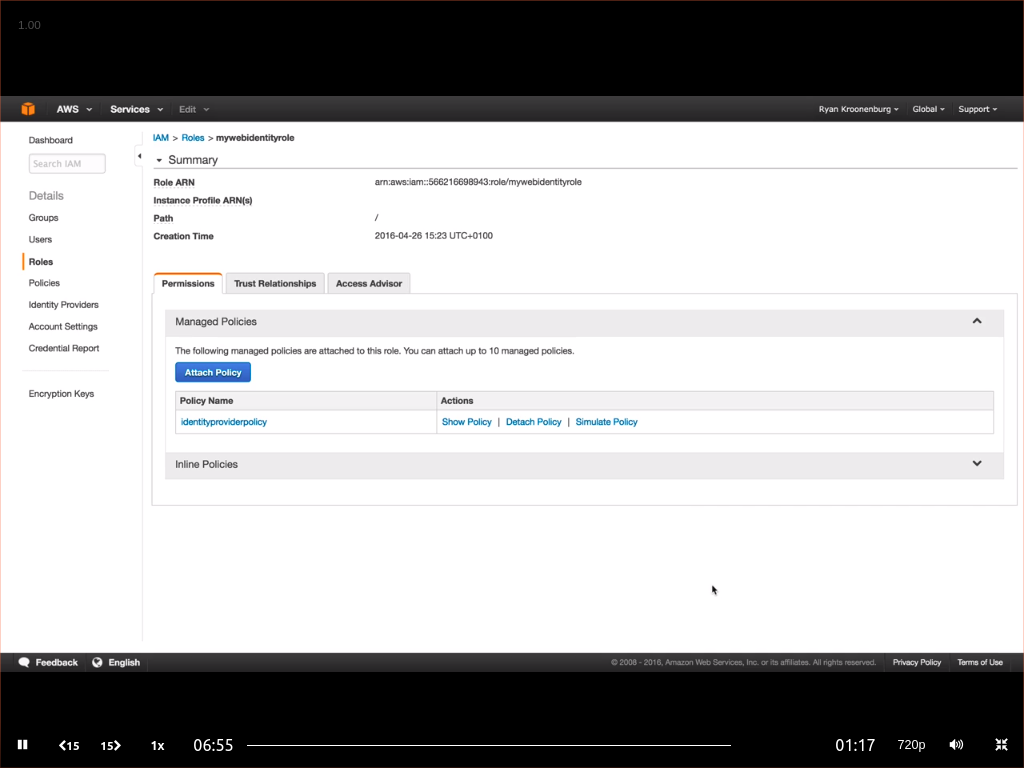 1.00
AWS Services Edit Ryan Kroonenburg Global Support
Dashboard
Search IAM
Details
Groups
Users
Roles
Policies
Identity Providers
Account Settings
Credential Report
Encryption Keys
IAM > Roles > mywebidentityrole
Summary
Role ARN arn:aws:iam::566216698943:role/mywebidentityrole
Instance Profile ARN(s)
Path /
Creation Time 2016-04-26 15:23 UTC+0100
Permissions Trust Relationships Access Advisor
Managed Policies
The following managed policies are attached to this role. You can attach up to 10 managed policies.
Attach Policy
Policy Name Actions
identityproviderpolicy Show Policy | Detach Policy | Simulate Policy
Inline Policies
Feedback English © 2008 - 2016, Amazon Web Services, Inc. or its affiliates. All rights reserved. Privacy Policy Terms of Use
15 15 1x 06:55 01:17 720p